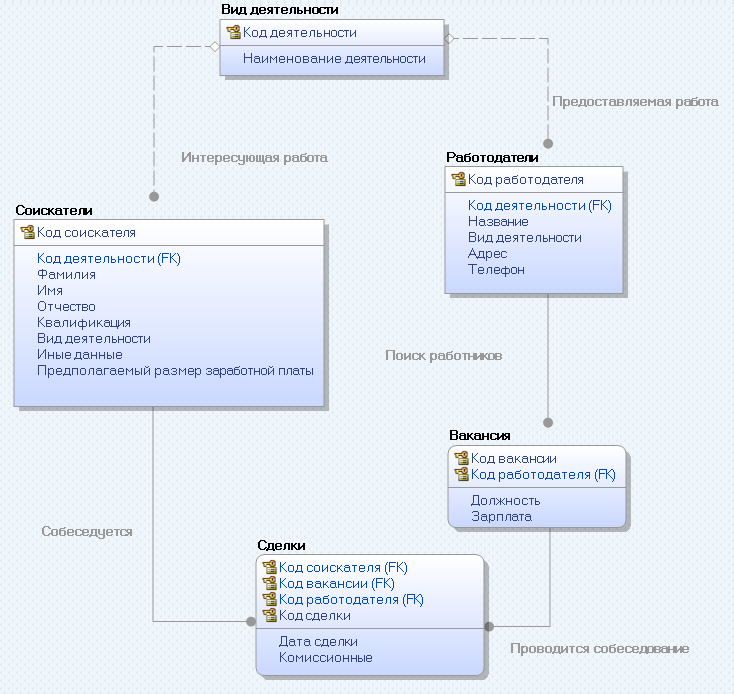 Вид деятельности
Код деятельности
Наименование деятельности
Предоставляемая работа
Интересующая работа
Работодатели
Код работодателя
Код деятельности (FK)
Название
Вид деятельности
Адрес
Телефон
Соискатели
Код соискателя
Код деятельности (FK)
Фамилия
Имя
Отчество
Квалификация
Вид деятельности
Иные данные
Предполагаемый размер заработной платы
Поиск работников
Вакансия
Код вакансии
Код работодателя (FK)
Должность
Зарплата
Собеседуется
Сделки
Код соискателя (FK)
Код вакансии (FK)
Код работодателя (FK)
Код сделки
Дата сделки
Комиссионные
Проводится собеседование